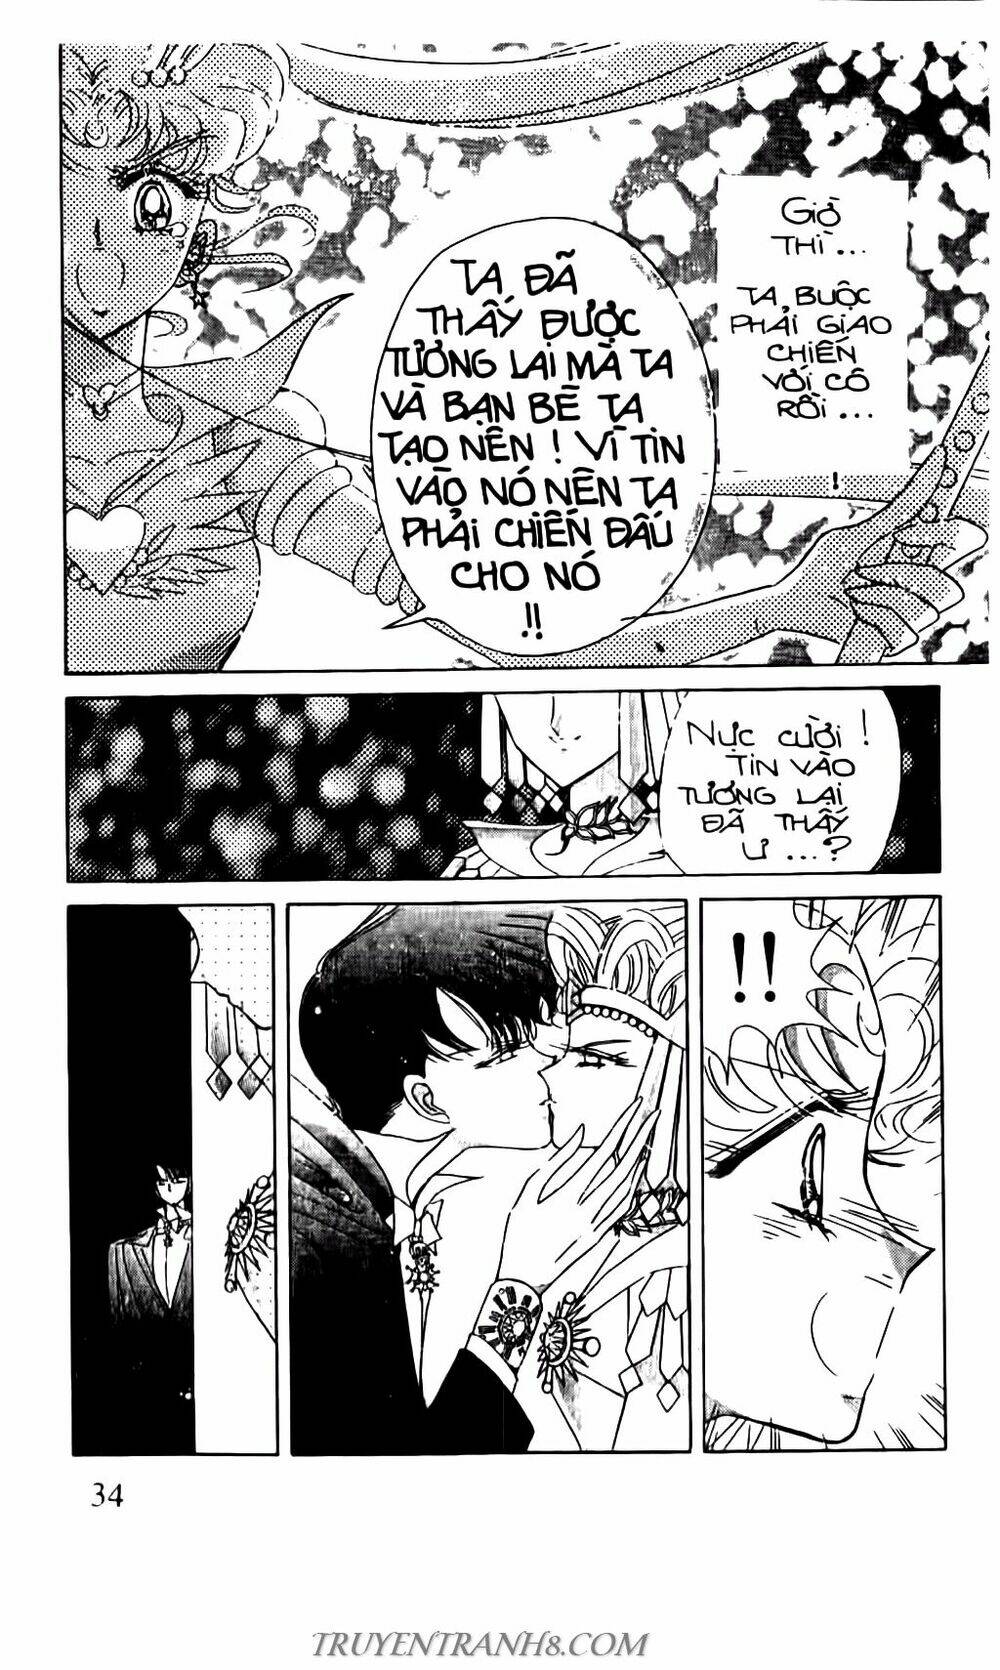 GIỜ
THÌ...
TA BUỘC
PHẢI GIAO
CHIẾN
VỚI CÔ
RỒI...
!
TA ĐÃ
THẤY ĐƯỢC
TƯƠNG LAI MÀ TA
VÀ BẠN BÈ TA
TẠO NÊN! VÌ TIN
VÀO NÓ NÊN TA
PHẢI CHIẾN ĐẤU
CHO NÓ
!!
NỰC CƯỜI!
TIN VÀO
TƯƠNG LAI
ĐÃ THẤY
Ư...?
!!
34
TRUYENTRANH8.COM